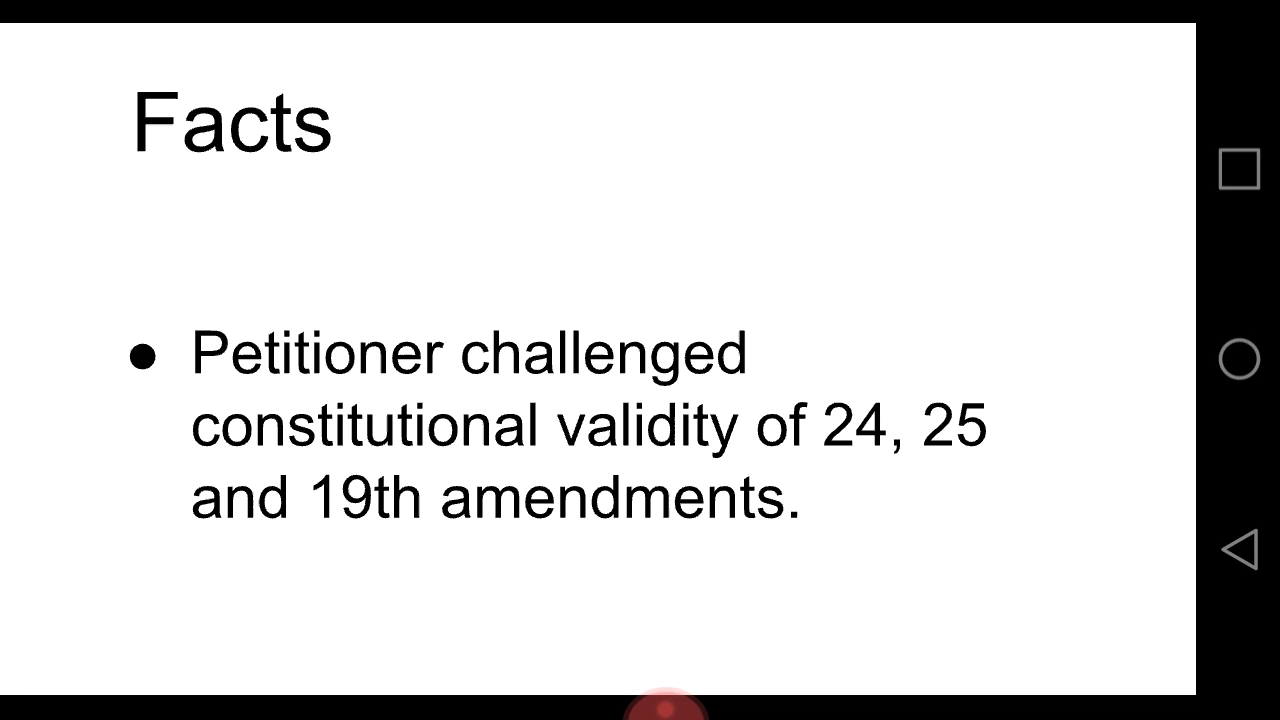 Facts
● Petitioner challenged
constitutional validity of 24, 25
and 19th amendments.